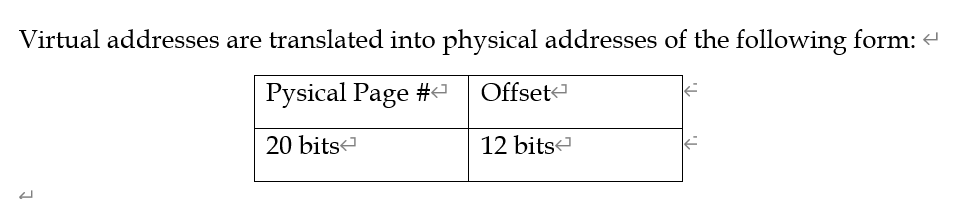 Virtual addresses are translated into physical addresses of the following form:
Pysical Page # Offset
20 bits 12 bits